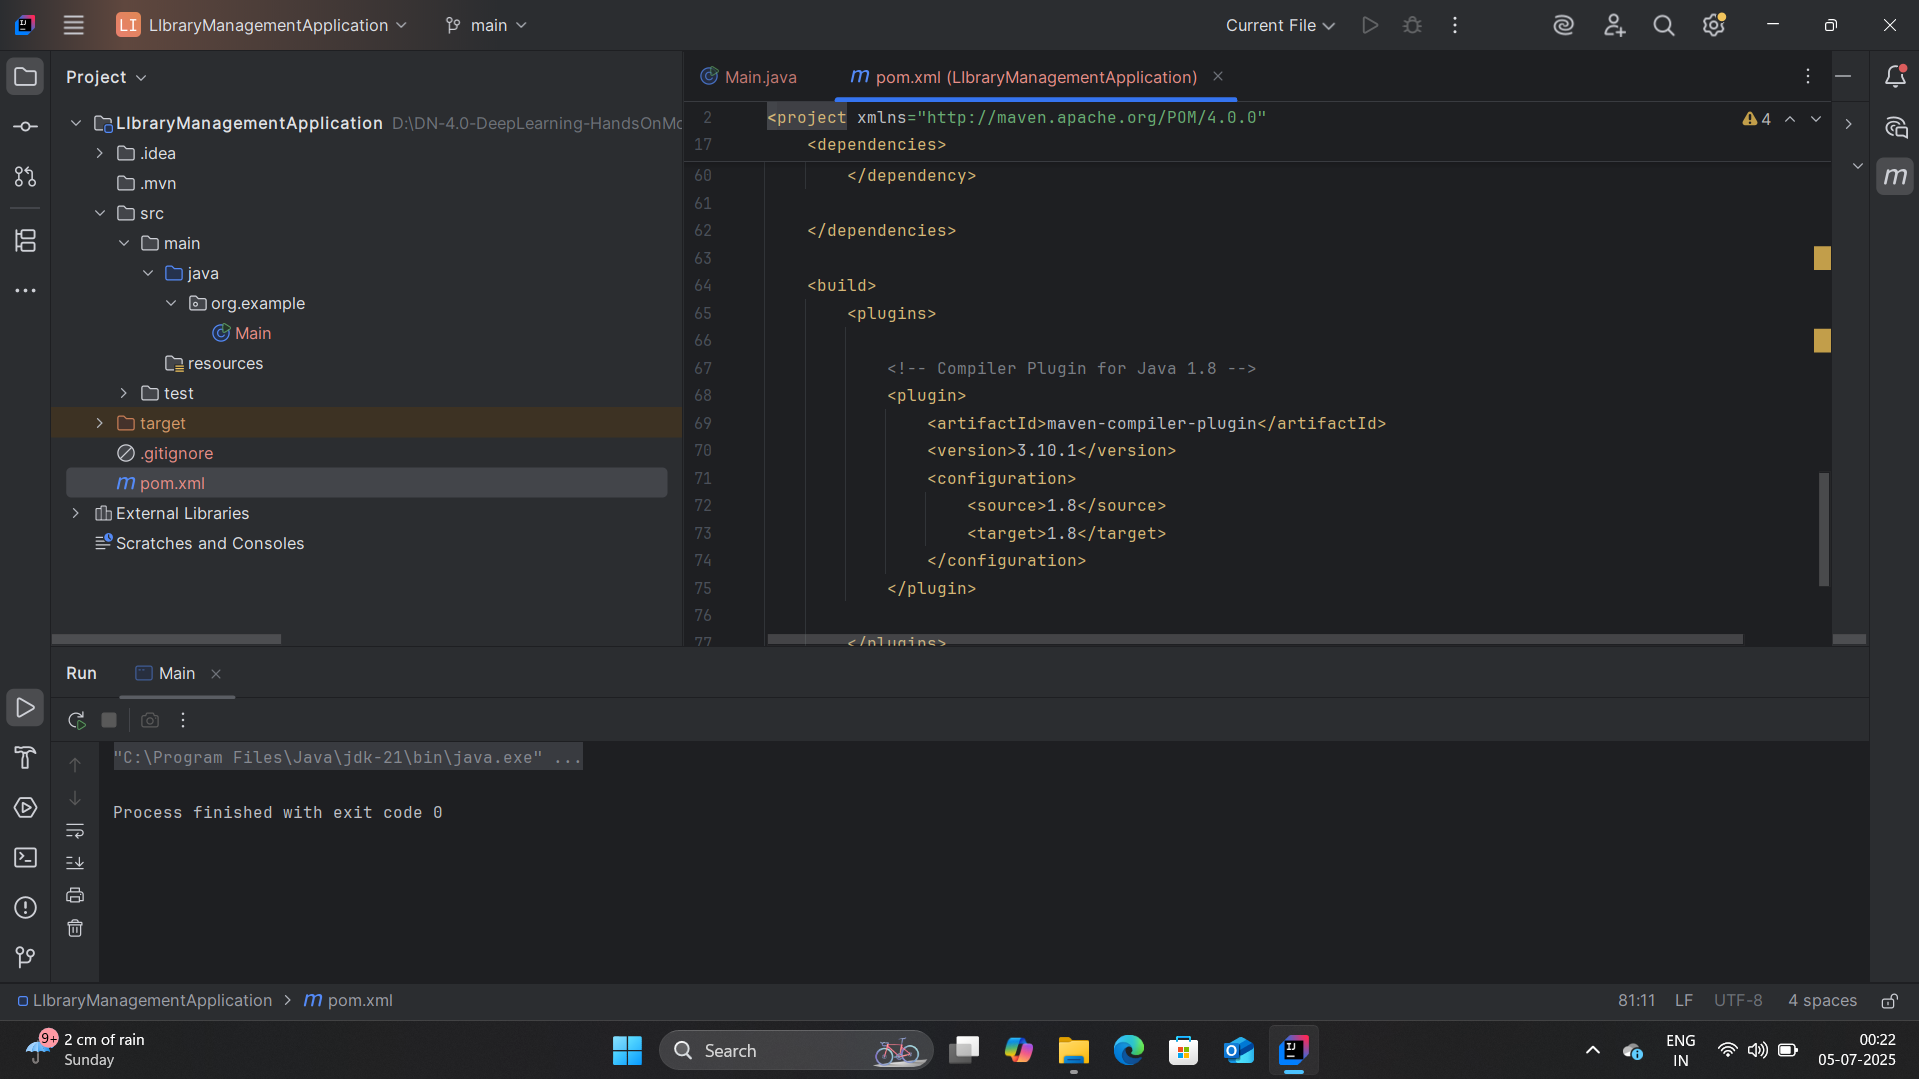 LI LIbraryManagementApplication main Current File
Project
LIbraryManagementApplication D:\DN-4.0-DeepLearning-HandsOnMo
.idea
.mvn
src
main
java
org.example
Main
resources
test
target
.gitignore
m pom.xml
External Libraries
Scratches and Consoles
Main.java m pom.xml (LIbraryManagementApplication)
2 <project xmlns="http://maven.apache.org/POM/4.0.0" 4
17 <dependencies>
60 </dependency>
61
62 </dependencies>
63
64 <build>
65 <plugins>
66
67 <!-- Compiler Plugin for Java 1.8 -->
68 <plugin>
69 <artifactId>maven-compiler-plugin</artifactId>
70 <version>3.10.1</version>
71 <configuration>
72 <source>1.8</source>
73 <target>1.8</target>
74 </configuration>
75 </plugin>
76
77 </plugins>
m
Run Main
"C:\Program Files\Java\jdk-21\bin\java.exe" ...
Process finished with exit code 0
LIbraryManagementApplication > m pom.xml 81:11 LF UTF-8 4 spaces
9+ 2 cm of rain
Sunday
Search
ENG
IN
00:22
05-07-2025